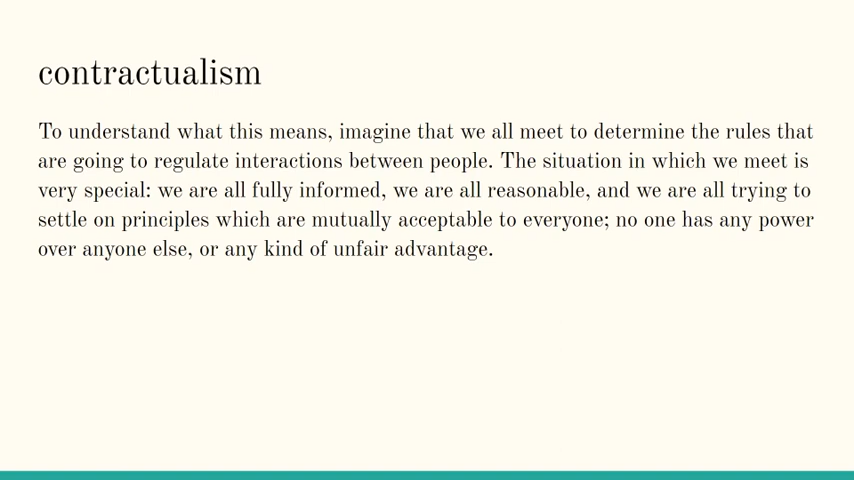 contractualism
To understand what this means, imagine that we all meet to determine the rules that
are going to regulate interactions between people. The situation in which we meet is
very special: we are all fully informed, we are all reasonable, and we are all trying to
settle on principles which are mutually acceptable to everyone; no one has any power
over anyone else, or any kind of unfair advantage.